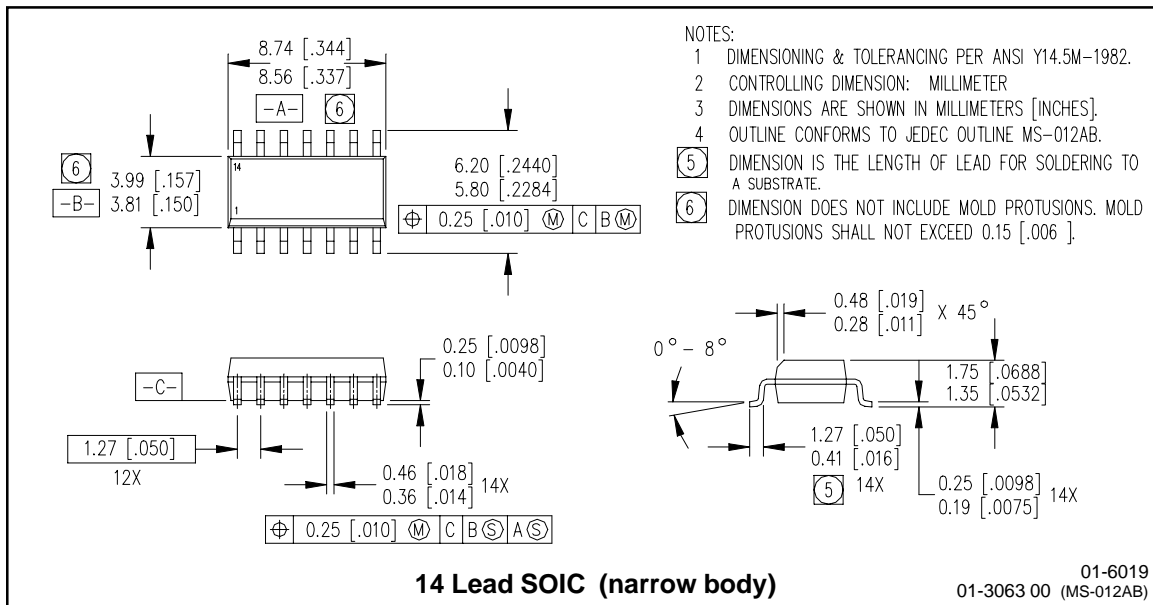 8.74 [.344]
8.56 [.337]
-A- 6
6
3.99 [.157]
3.81 [.150]
-B-
14
1
6.20 [.2440]
5.80 [.2284]
⌖ 0.25 [.010] Ⓜ C B Ⓜ
NOTES:
1 DIMENSIONING & TOLERANCING PER ANSI Y14.5M-1982.
2 CONTROLLING DIMENSION: MILLIMETER
3 DIMENSIONS ARE SHOWN IN MILLIMETERS [INCHES].
4 OUTLINE CONFORMS TO JEDEC OUTLINE MS-012AB.
5 DIMENSION IS THE LENGTH OF LEAD FOR SOLDERING TO
A SUBSTRATE.
6 DIMENSION DOES NOT INCLUDE MOLD PROTUSIONS. MOLD
PROTUSIONS SHALL NOT EXCEED 0.15 [.006 ].
-C-
0.25 [.0098]
0.10 [.0040]
1.27 [.050]
12X
0.46 [.018]
0.36 [.014] 14X
⌖ 0.25 [.010] Ⓜ C B Ⓢ A Ⓢ
0.48 [.019]
0.28 [.011] X 45°
0°- 8°
1.75 [.0688]
1.35 [.0532]
1.27 [.050]
0.41 [.016]
5 14X
0.25 [.0098]
0.19 [.0075] 14X
14 Lead SOIC (narrow body)
01-6019
01-3063 00 (MS-012AB)